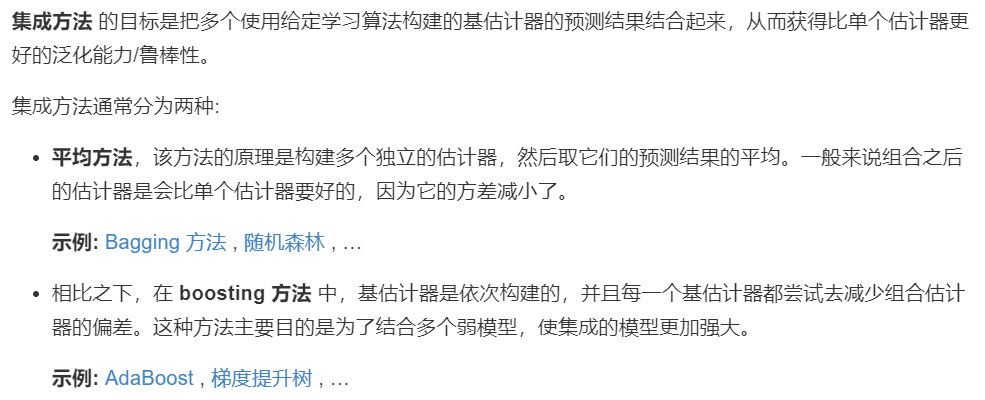 集成方法 的目标是把多个使用给定学习算法构建的基估计器的预测结果结合起来，从而获得比单个估计器更
好的泛化能力/鲁棒性。
集成方法通常分为两种：
• 平均方法，该方法的原理是构建多个独立的估计器，然后取它们的预测结果的平均。一般来说组合之后
的估计器是会比单个估计器要好的，因为它的方差减小了。
示例: Bagging 方法 , 随机森林 , …
• 相比之下，在 boosting 方法 中，基估计器是依次构建的，并且每一个基估计器都尝试去减少组合估计
器的偏差。这种方法主要目的是为了结合多个弱模型，使集成的模型更加强大。
示例: AdaBoost , 梯度提升树 , …